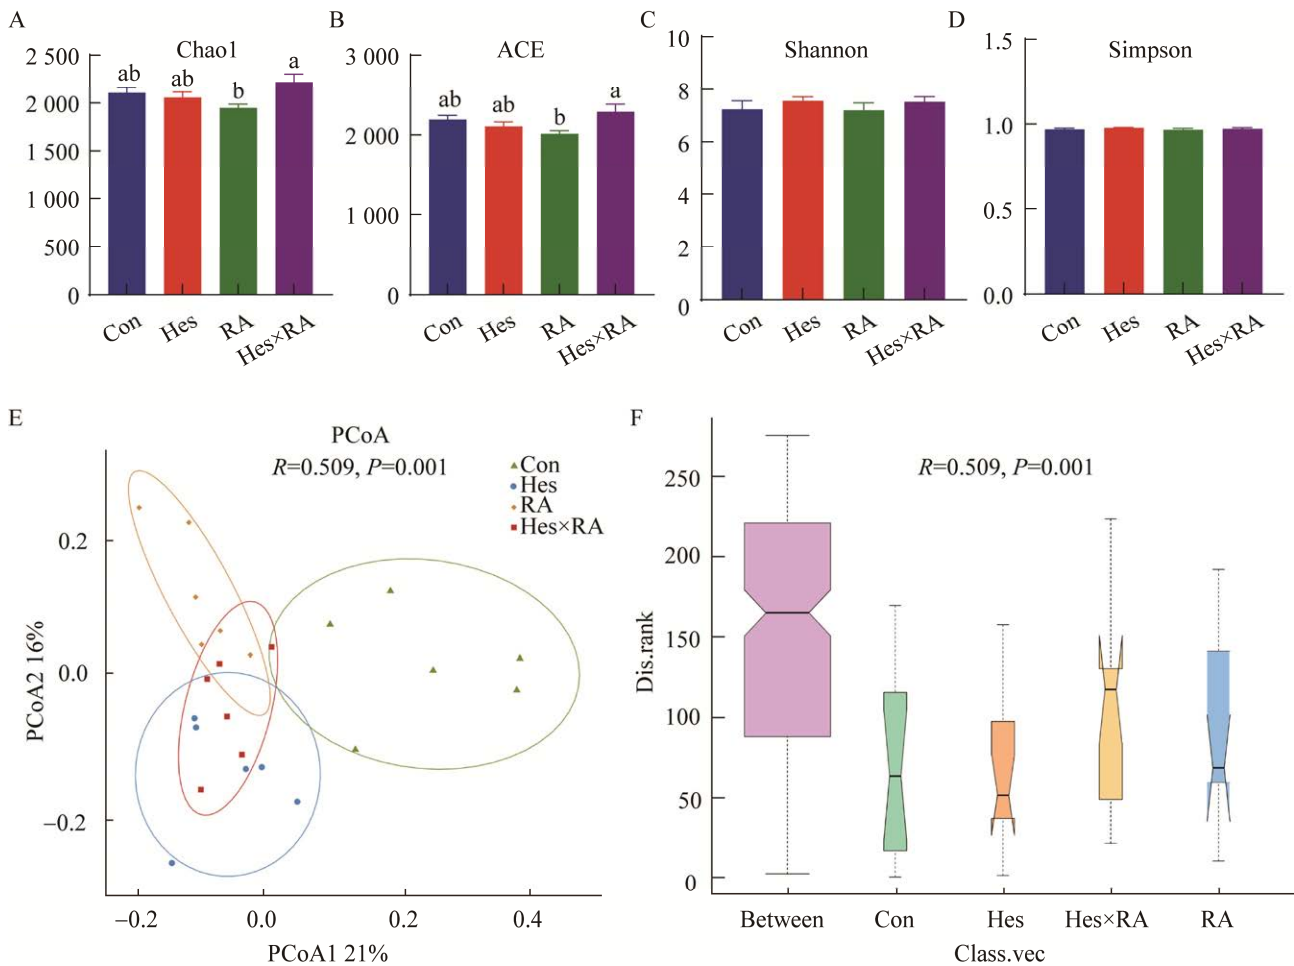 A
Chao1
2 500
2 000
1 500
1 000
500
0
ab
ab
b
a
Con
Hes
RA
Hes×RA
B
ACE
3 000
2 000
1 000
0
ab
ab
b
a
Con
Hes
RA
Hes×RA
C
Shannon
10
8
6
4
2
0
Con
Hes
RA
Hes×RA
D
Simpson
1.5
1.0
0.5
0.0
Con
Hes
RA
Hes×RA
E
PCoA
R=0.509, P=0.001
Con
Hes
RA
Hes×RA
PCoA2 16%
0.2
0.0
−0.2
−0.2
0.0
0.2
0.4
PCoA1 21%
F
R=0.509, P=0.001
Dis.rank
250
200
150
100
50
0
Between
Con
Hes
Hes×RA
RA
Class.vec